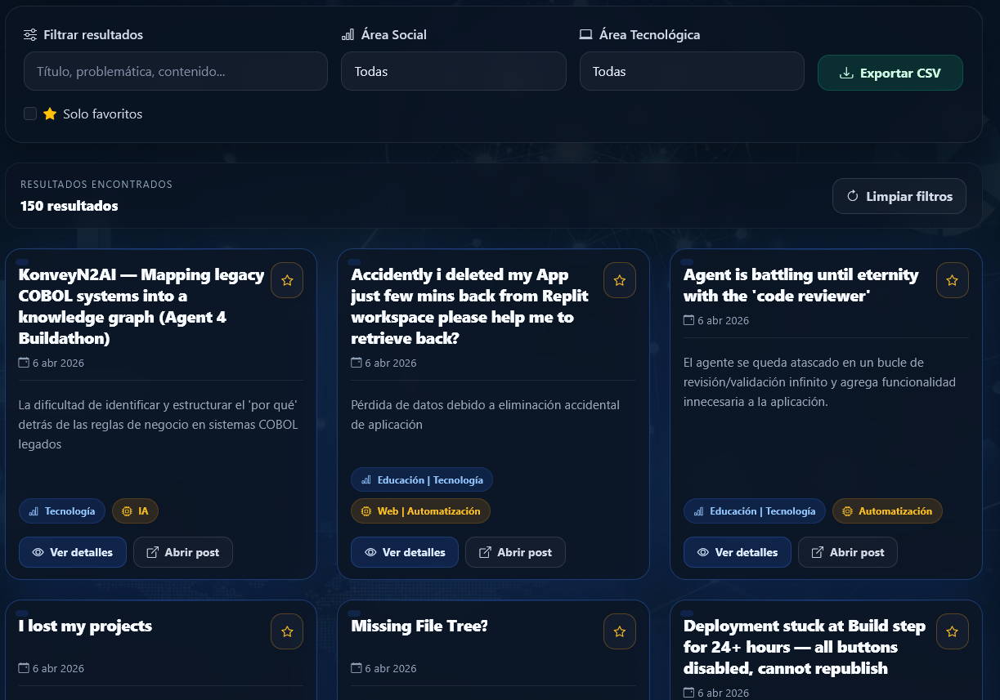 Filtrar resultados
Área Social
Área Tecnológica
Título, problemática, contenido...
Todas
Todas
Exportar CSV
Solo favoritos
RESULTADOS ENCONTRADOS
150 resultados
Limpiar filtros
KonveyN2AI — Mapping legacy
COBOL systems into a
knowledge graph (Agent 4
Buildathon)
6 abr 2026
La dificultad de identificar y estructurar el 'por qué'
detrás de las reglas de negocio en sistemas COBOL
legados
Tecnología
IA
Ver detalles
Abrir post
Accidently i deleted my App
just few mins back from Replit
workspace please help me to
retrieve back?
6 abr 2026
Pérdida de datos debido a eliminación accidental
de aplicación
Educación | Tecnología
Web | Automatización
Ver detalles
Abrir post
Agent is battling until eternity
with the 'code reviewer'
6 abr 2026
El agente se queda atascado en un bucle de
revisión/validación infinito y agrega funcionalidad
innecesaria a la aplicación.
Educación | Tecnología
Automatización
Ver detalles
Abrir post
I lost my projects
6 abr 2026
Missing File Tree?
6 abr 2026
Deployment stuck at Build step
for 24+ hours — all buttons
disabled, cannot republish
6 abr 2026